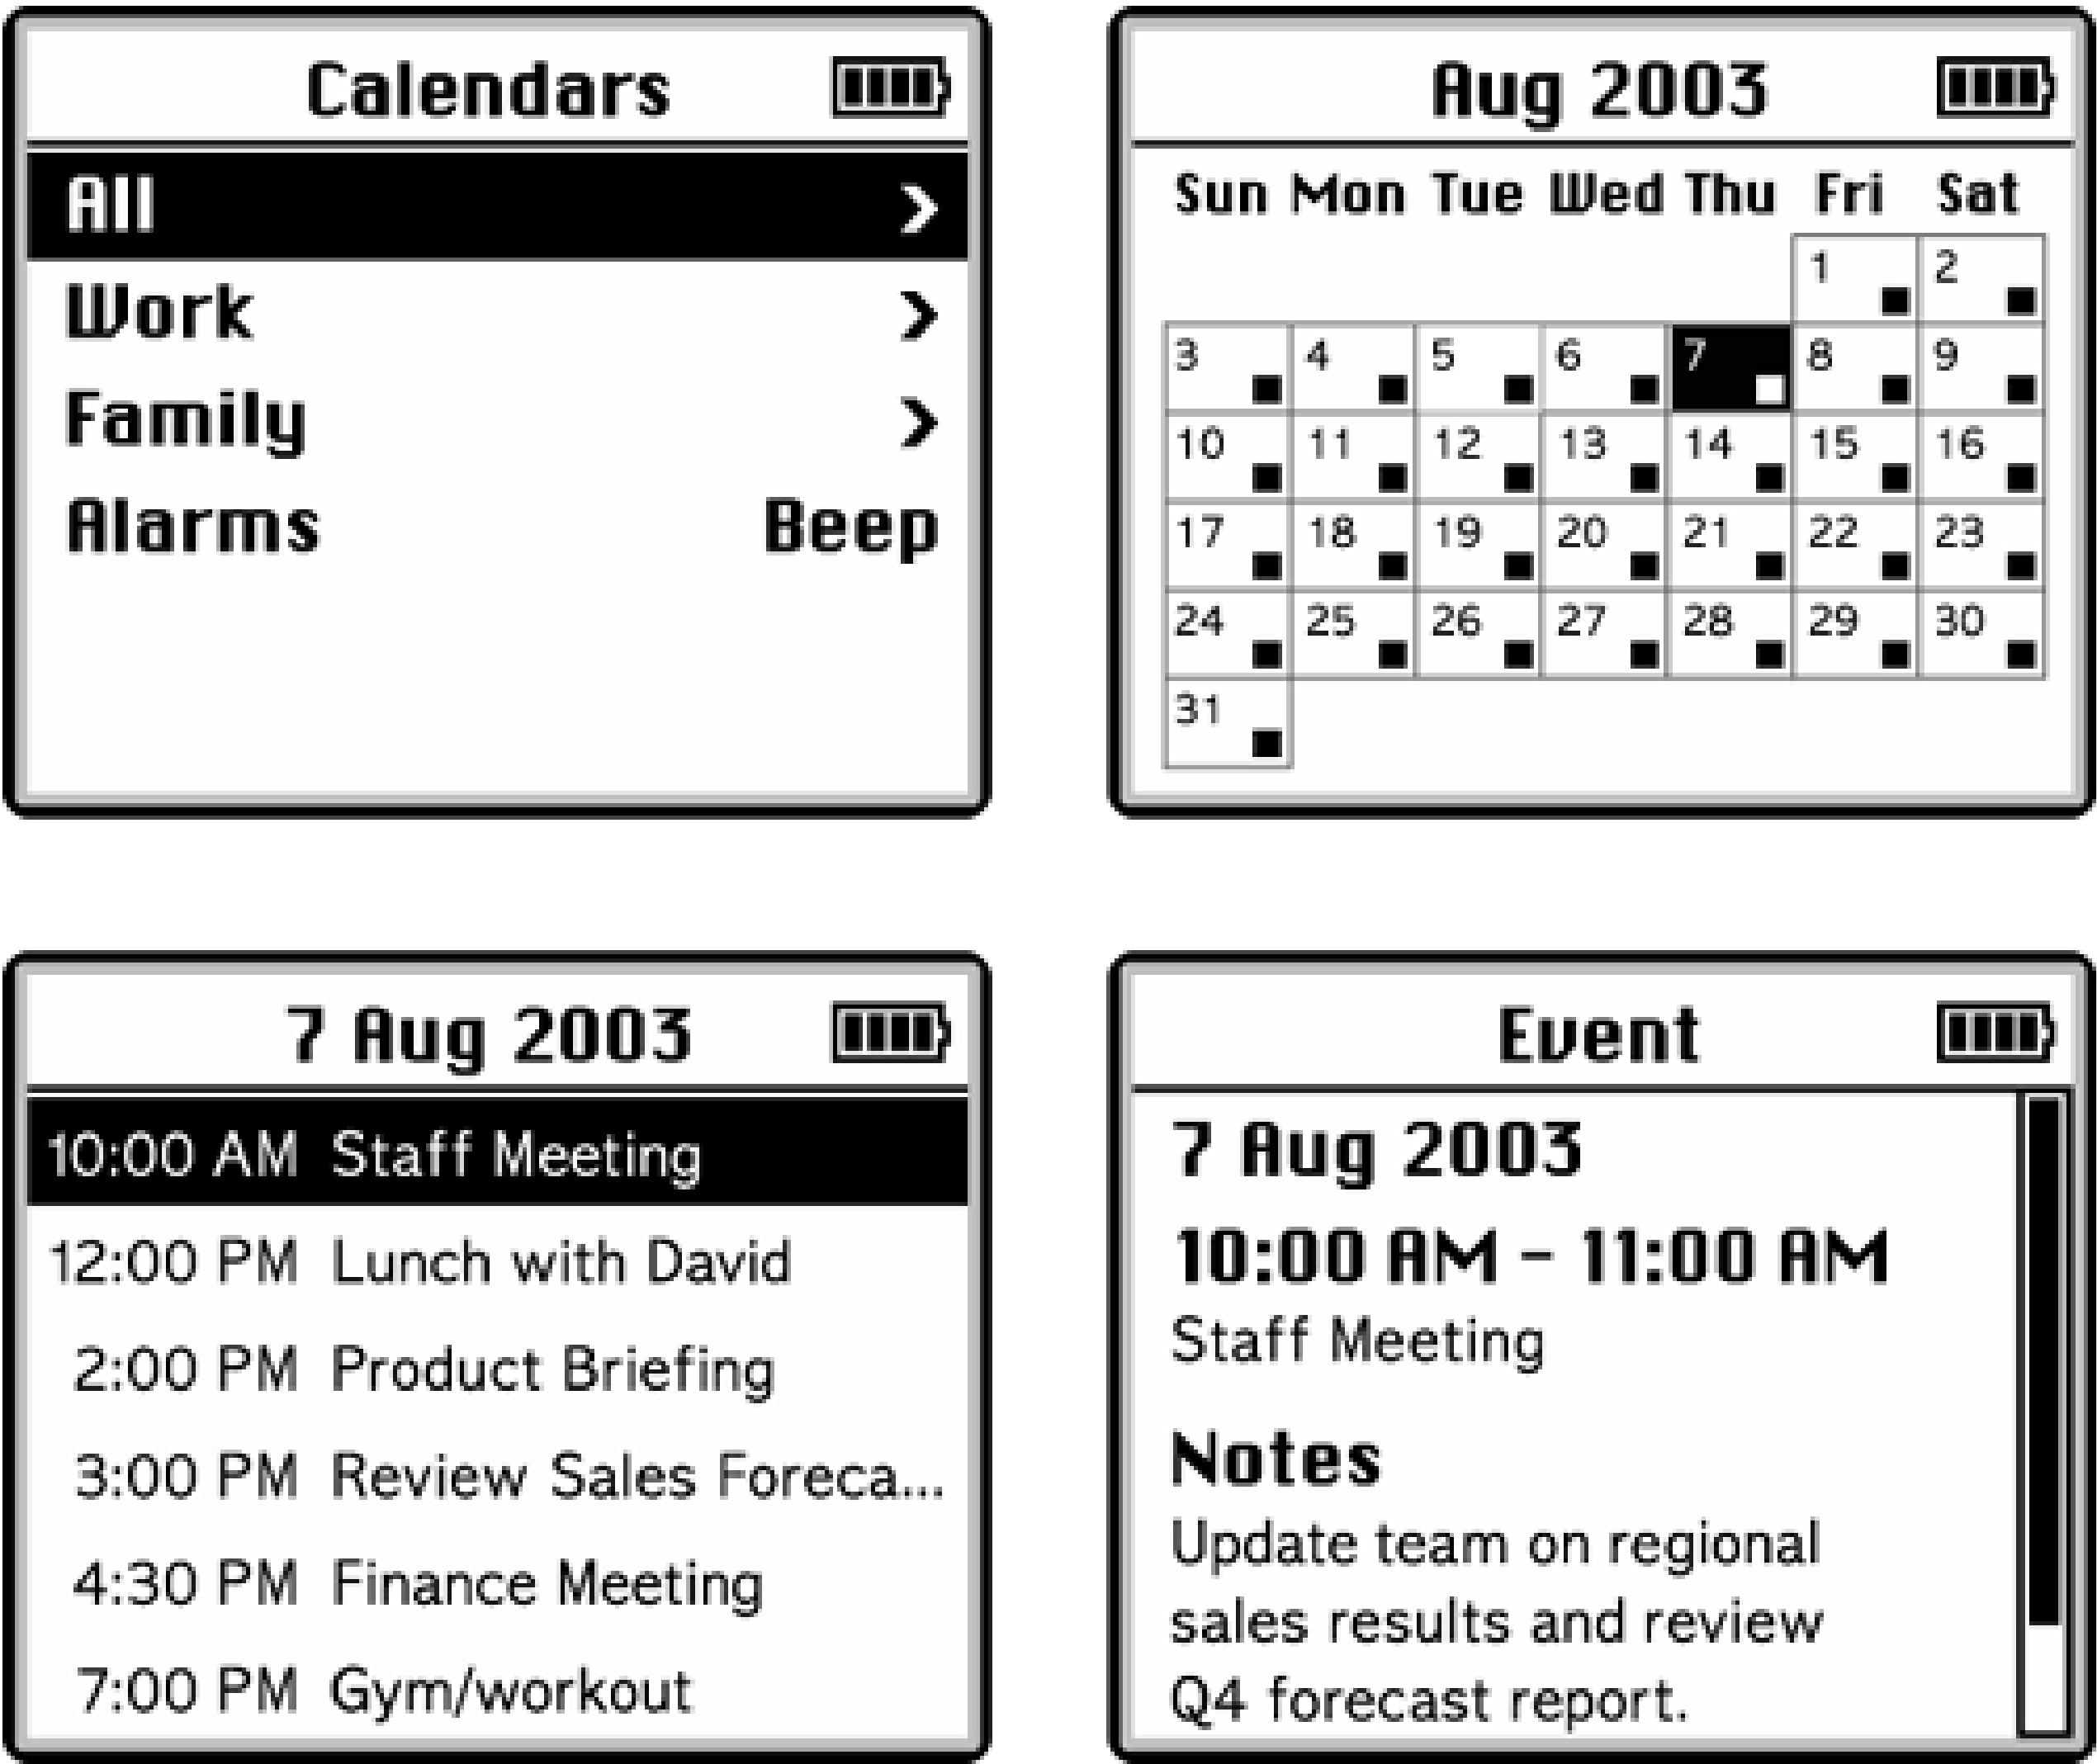 Calendars
All
Work
Family
Alarms Beep
Aug 2003
Sun Mon Tue Wed Thu Fri Sat
1 2
3 4 5 6 7 8 9
10 11 12 13 14 15 16
17 18 19 20 21 22 23
24 25 26 27 28 29 30
31
7 Aug 2003
10:00 AM Staff Meeting
12:00 PM Lunch with David
2:00 PM Product Briefing
3:00 PM Review Sales Foreca...
4:30 PM Finance Meeting
7:00 PM Gym/workout
Event
7 Aug 2003
10:00 AM – 11:00 AM
Staff Meeting
Notes
Update team on regional
sales results and review
Q4 forecast report.